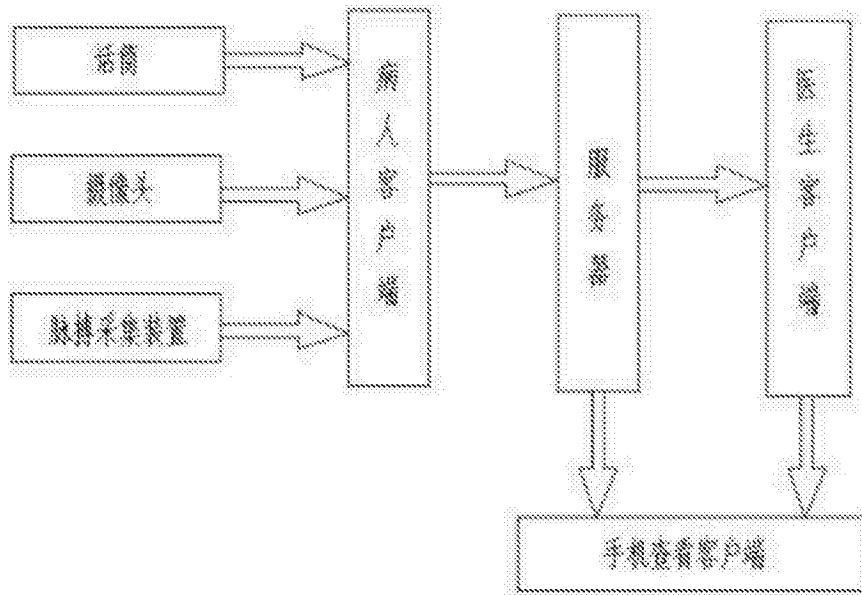 话筒
摄像头
脉搏采集装置
病人客户端
服务器
医生客户端
手机查看客户端